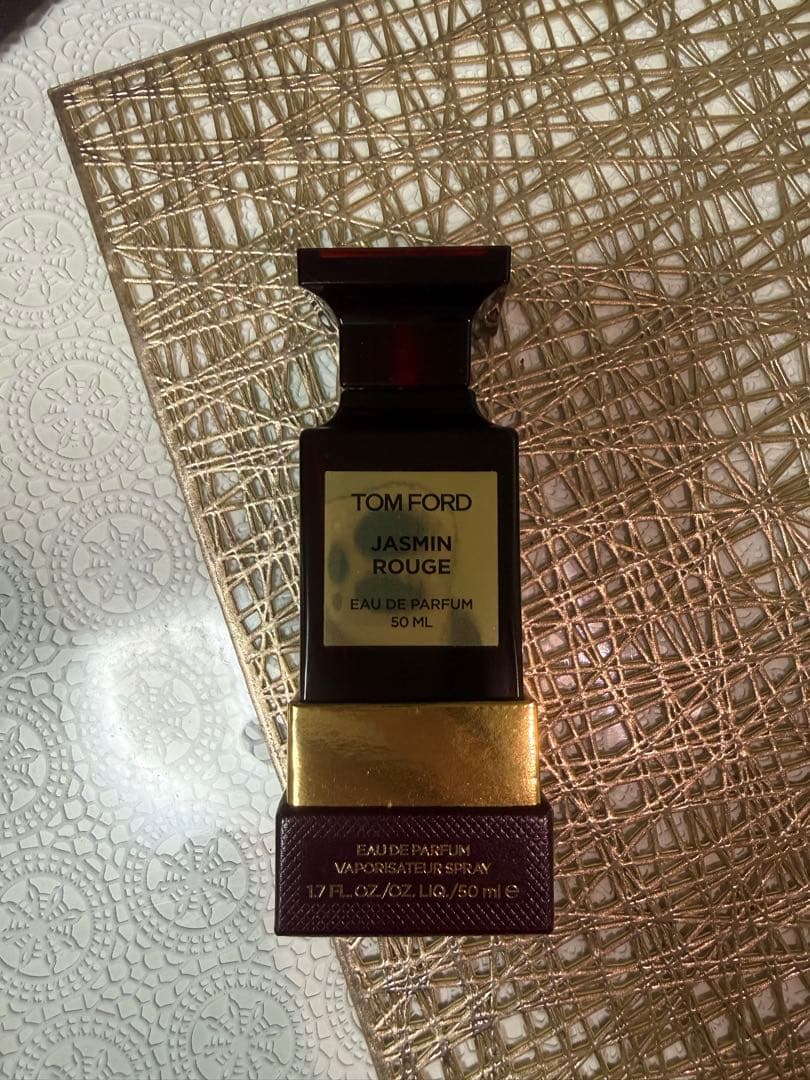 TOM FORD
JASMIN
ROUGE
EAU DE PARFUM
50 ML
EAU DE PARFUM
VAPORISATEUR SPRAY
1.7 FL. OZ./OZ. LIQ./50 ml ℮